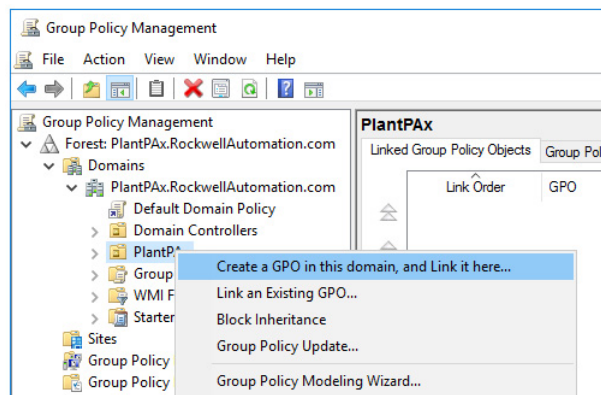 Group Policy Management
File Action View Window Help
Group Policy Management
Forest: PlantPAx.RockwellAutomation.com
Domains
PlantPAx.RockwellAutomation.com
Default Domain Policy
Domain Controllers
PlantPA
Group
WMI F
Starter
Sites
Group Policy
Group Policy
PlantPAx
Linked Group Policy Objects Group Pol
Link Order GPO
Create a GPO in this domain, and Link it here...
Link an Existing GPO...
Block Inheritance
Group Policy Update...
Group Policy Modeling Wizard...